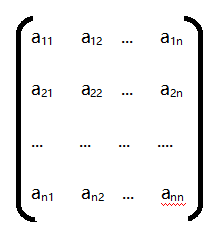 a₁₁ a₁₂ ... a₁ₙ
a₂₁ a₂₂ ... a₂ₙ
... ... ... ....
aₙ₁ aₙ₂ ... aₙₙ